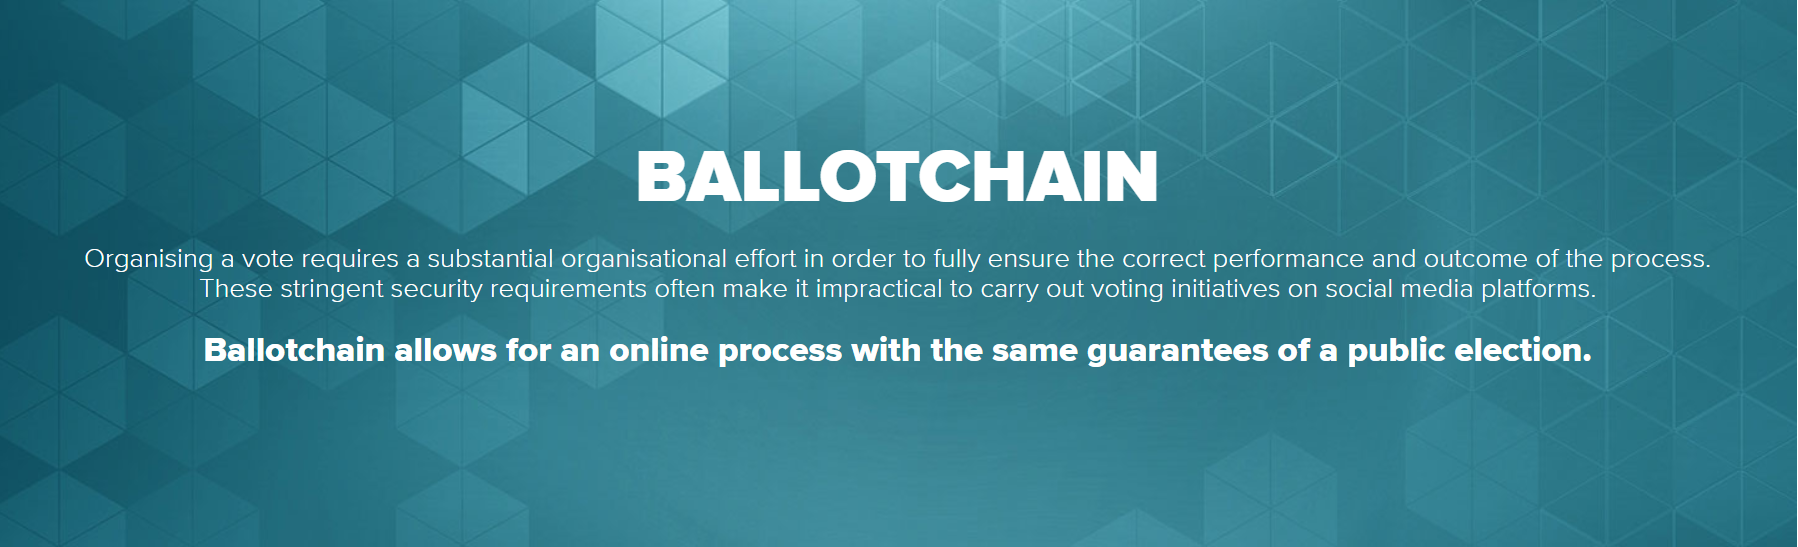 BALLOTCHAIN
Organising a vote requires a substantial organisational effort in order to fully ensure the correct performance and outcome of the process.
These stringent security requirements often make it impractical to carry out voting initiatives on social media platforms.
Ballotchain allows for an online process with the same guarantees of a public election.